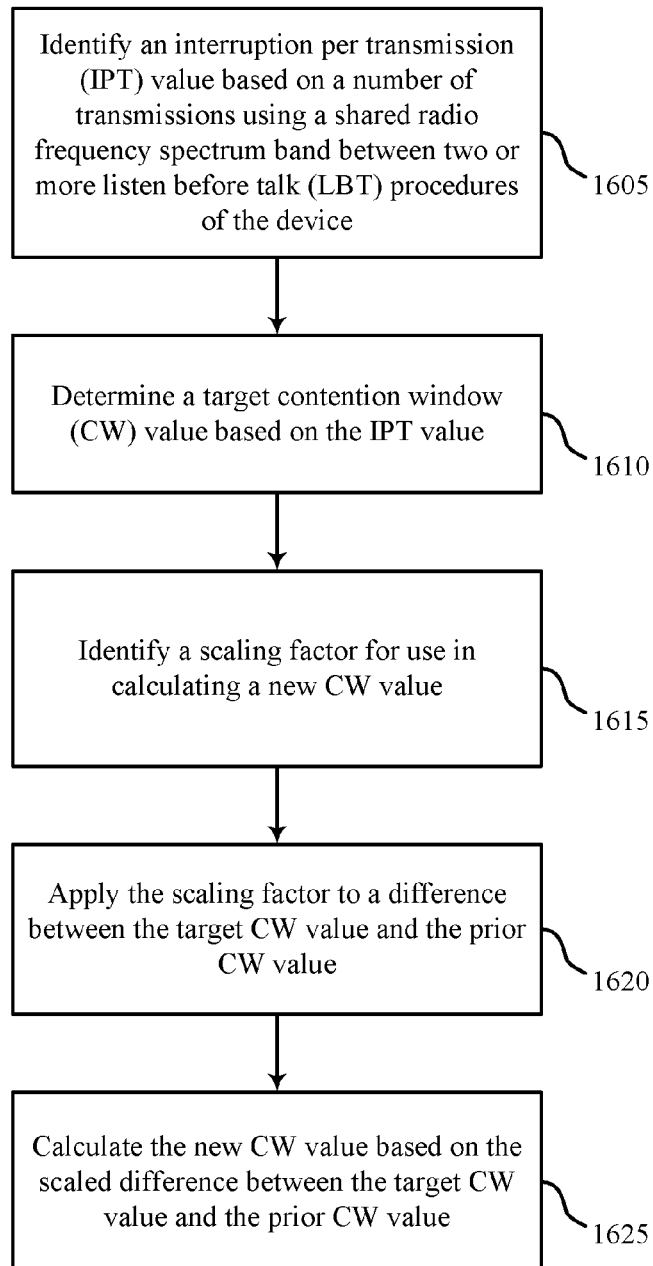 Identify an interruption per transmission
(IPT) value based on a number of
transmissions using a shared radio
frequency spectrum band between two or
more listen before talk (LBT) procedures
of the device
1605
Determine a target contention window
(CW) value based on the IPT value
1610
Identify a scaling factor for use in
calculating a new CW value
1615
Apply the scaling factor to a difference
between the target CW value and the prior
CW value
1620
Calculate the new CW value based on the
scaled difference between the target CW
value and the prior CW value
1625